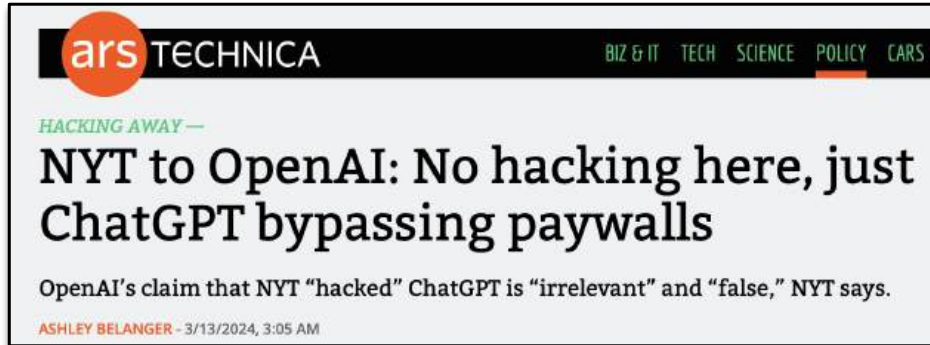 ars TECHNICA BIZ & IT TECH SCIENCE POLICY CARS
HACKING AWAY —
NYT to OpenAI: No hacking here, just
ChatGPT bypassing paywalls
OpenAI’s claim that NYT “hacked” ChatGPT is “irrelevant” and “false,” NYT says.
ASHLEY BELANGER - 3/13/2024, 3:05 AM